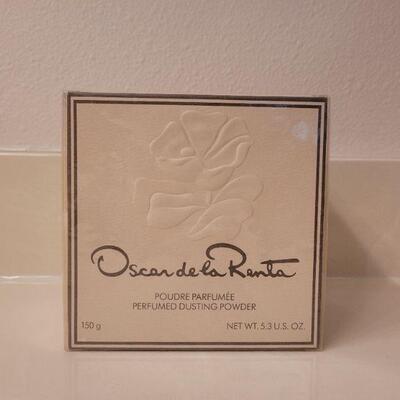 Oscar de la Renta
POUDRE PARFUMÉE
PERFUMED DUSTING POWDER
150 g NET WT. 5.3 U.S. OZ.